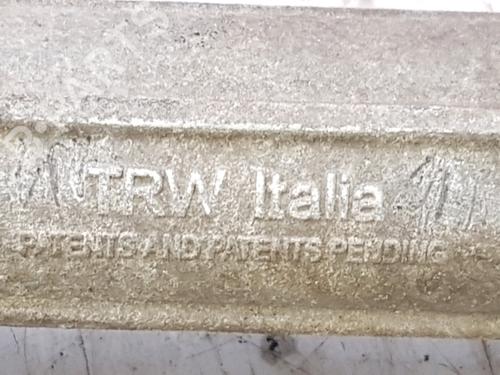 TRW Italia
PATENTS AND PATENTS PENDING